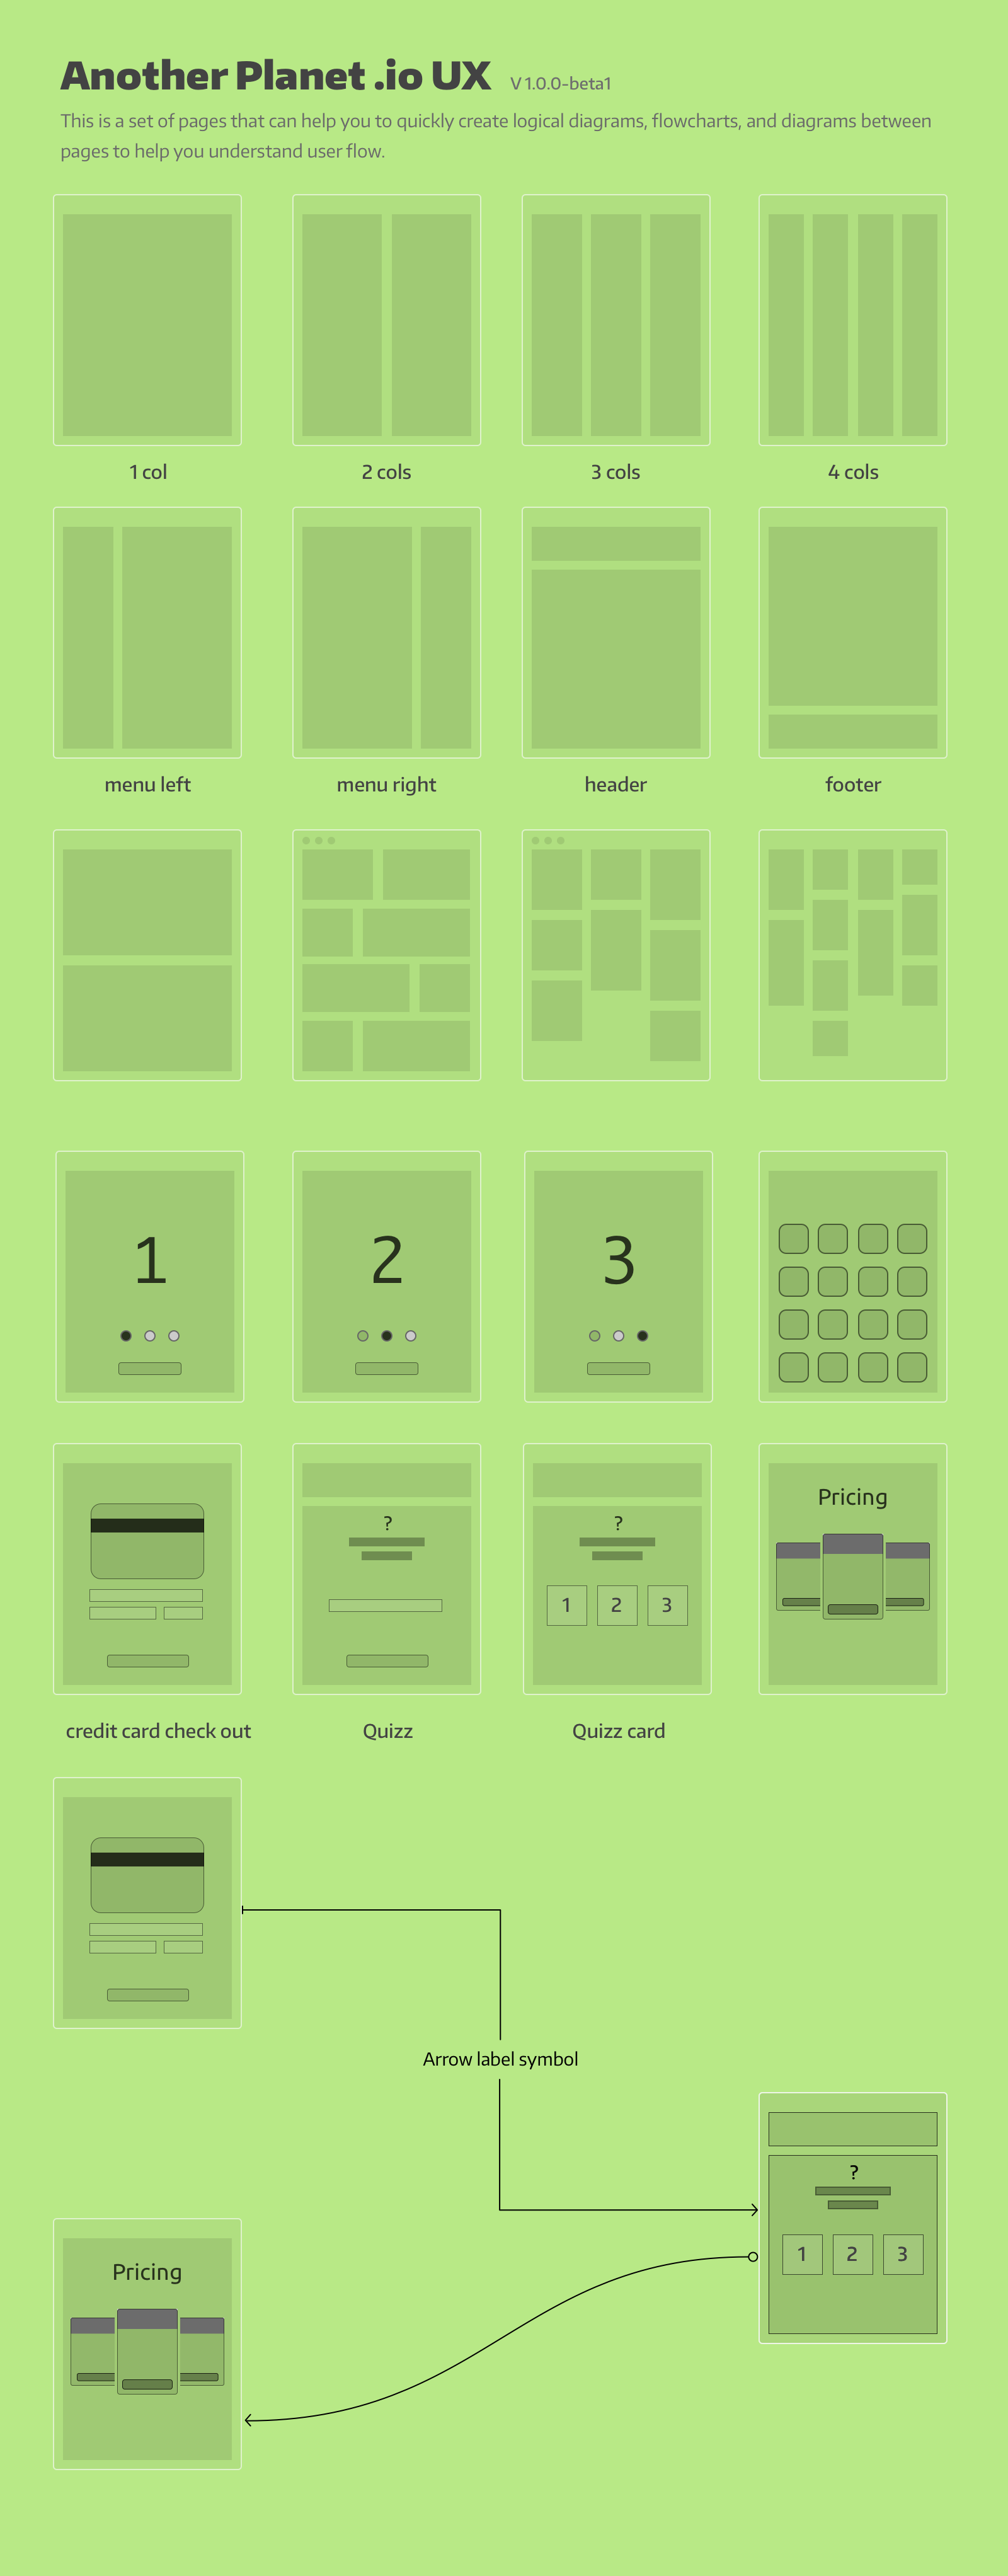 Another Planet .io UX V 1.0.0-beta1
This is a set of pages that can help you to quickly create logical diagrams, flowcharts, and diagrams between
pages to help you understand user flow.
1 col 2 cols 3 cols 4 cols
menu left menu right header footer
1 2 3
? ? Pricing
1 2 3
credit card check out Quizz Quizz card
Arrow label symbol
?
1 2 3
Pricing